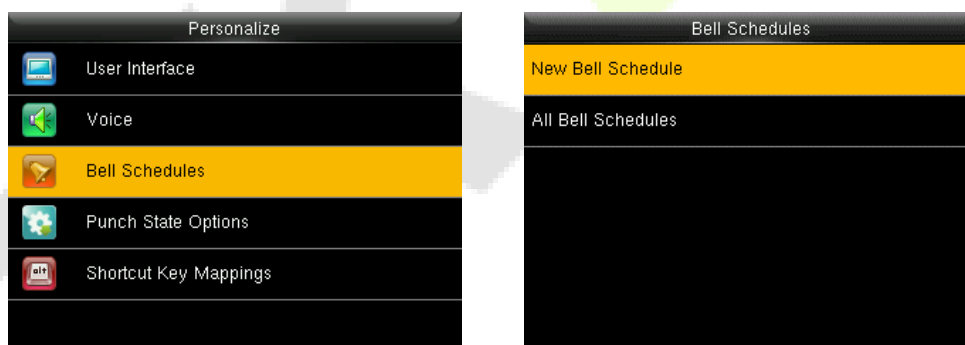 Personalize
User Interface
Voice
Bell Schedules
Punch State Options
alt
Shortcut Key Mappings
Bell Schedules
New Bell Schedule
All Bell Schedules